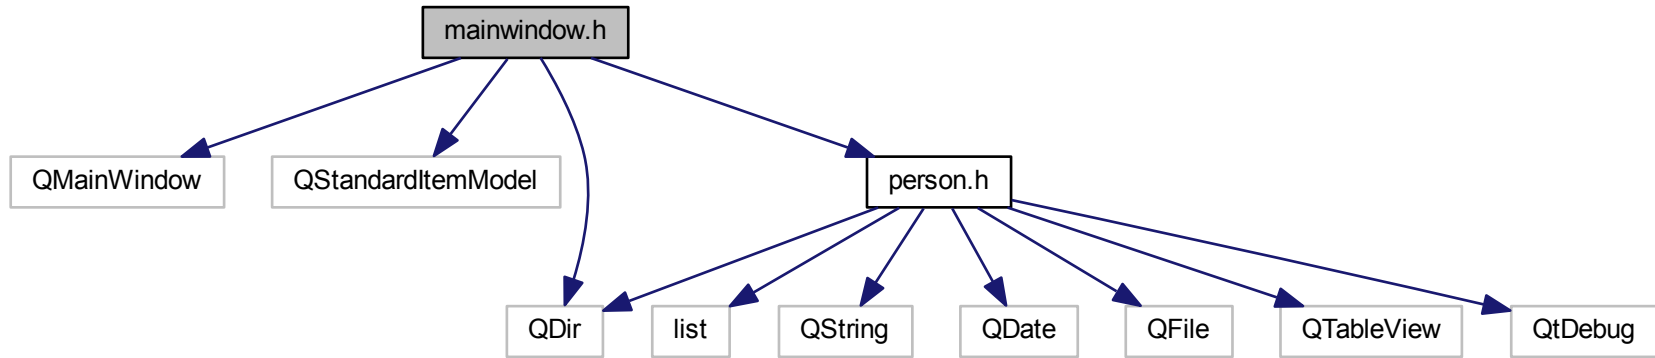 mainwindow.h
QMainWindow
QStandardItemModel
person.h
QDir
list
QString
QDate
QFile
QTableView
QtDebug